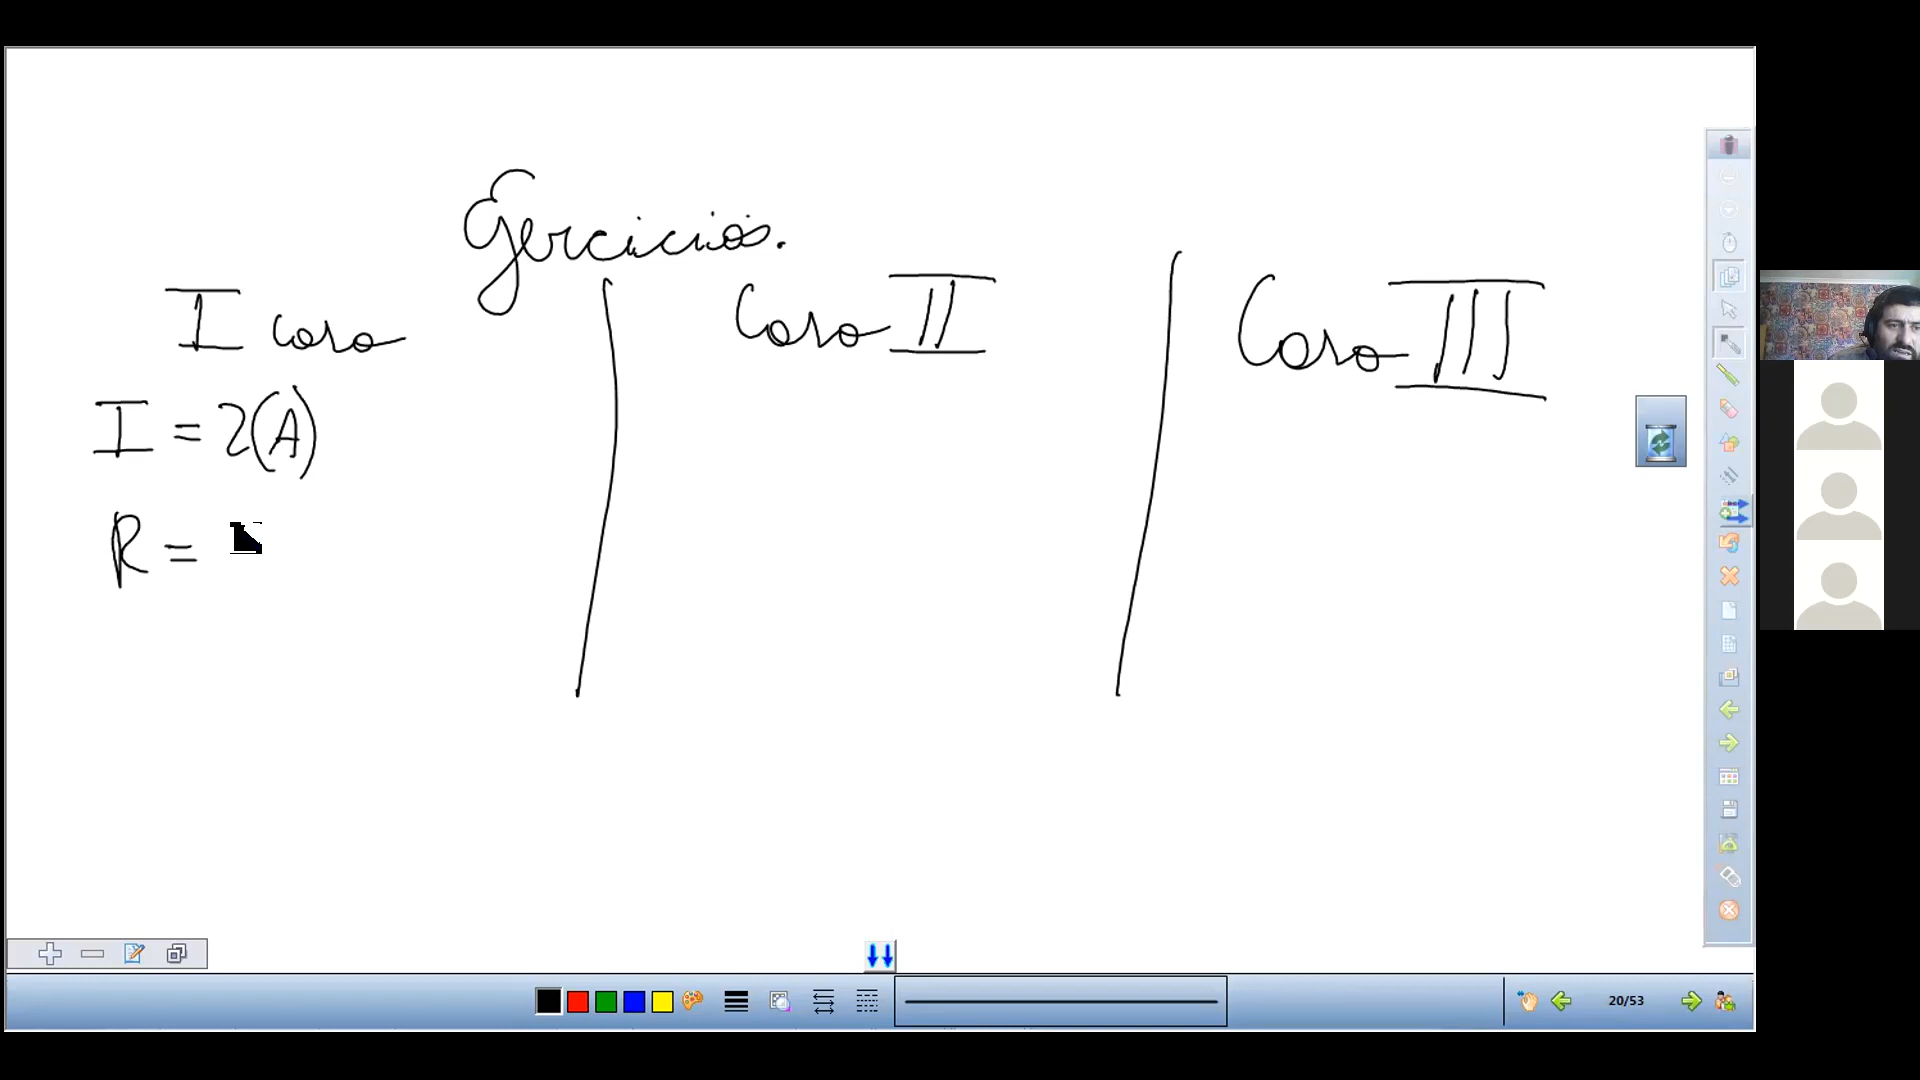 Ejercicios.
I caso
I = 2(A)
R =
Caso II
Caso III
20/53